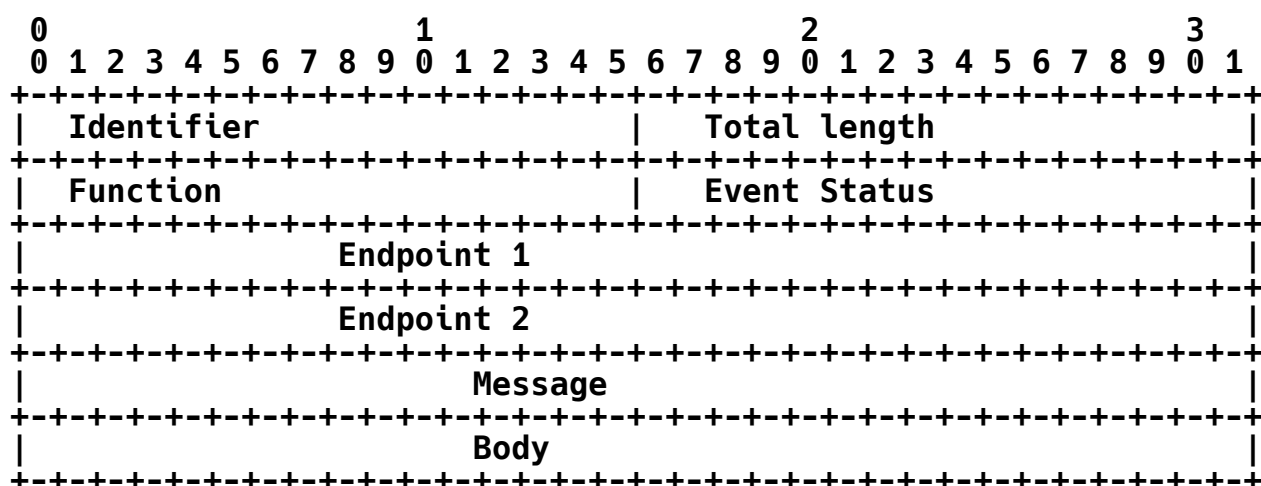 0 1 2 3
0 1 2 3 4 5 6 7 8 9 0 1 2 3 4 5 6 7 8 9 0 1 2 3 4 5 6 7 8 9 0 1
+-+-+-+-+-+-+-+-+-+-+-+-+-+-+-+-+-+-+-+-+-+-+-+-+-+-+-+-+-+-+-+-+
| Identifier | Total length |
+-+-+-+-+-+-+-+-+-+-+-+-+-+-+-+-+-+-+-+-+-+-+-+-+-+-+-+-+-+-+-+-+
| Function | Event Status |
+-+-+-+-+-+-+-+-+-+-+-+-+-+-+-+-+-+-+-+-+-+-+-+-+-+-+-+-+-+-+-+-+
| Endpoint 1 |
+-+-+-+-+-+-+-+-+-+-+-+-+-+-+-+-+-+-+-+-+-+-+-+-+-+-+-+-+-+-+-+-+
| Endpoint 2 |
+-+-+-+-+-+-+-+-+-+-+-+-+-+-+-+-+-+-+-+-+-+-+-+-+-+-+-+-+-+-+-+-+
| Message |
+-+-+-+-+-+-+-+-+-+-+-+-+-+-+-+-+-+-+-+-+-+-+-+-+-+-+-+-+-+-+-+-+
| Body |
+-+-+-+-+-+-+-+-+-+-+-+-+-+-+-+-+-+-+-+-+-+-+-+-+-+-+-+-+-+-+-+-+